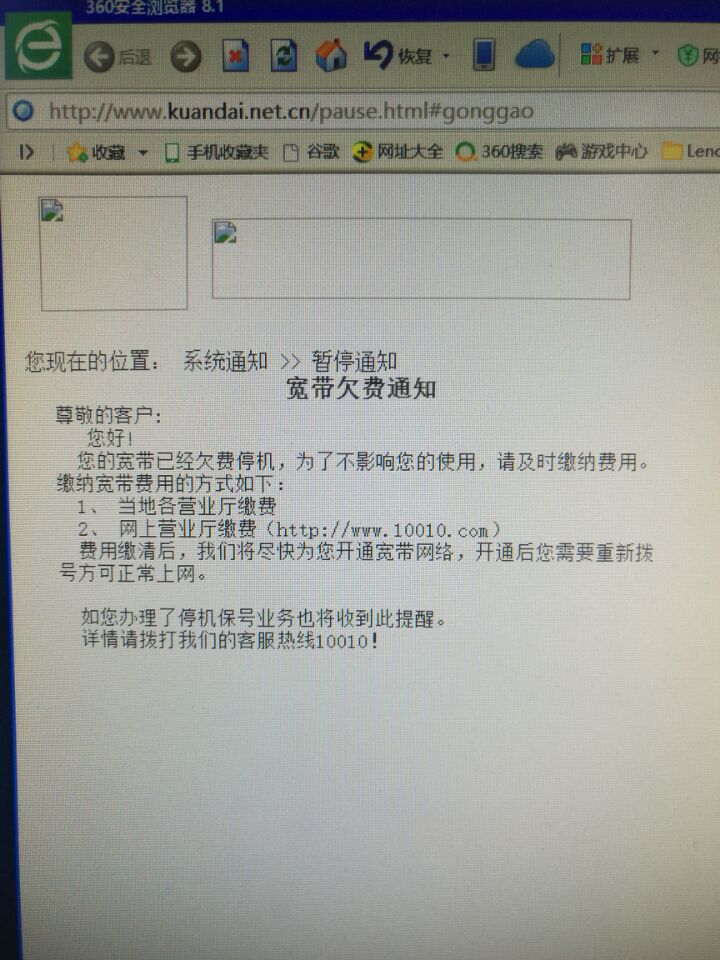 360安全浏览器 8.1
后退 恢复 扩展 网
http://www.kuandai.net.cn/pause.html#gonggao
收藏 手机收藏夹 谷歌 网址大全 360搜索 游戏中心 Leno
您现在的位置： 系统通知 >> 暂停通知
宽带欠费通知
尊敬的客户：
您好！
您的宽带已经欠费停机，为了不影响您的使用，请及时缴纳费用。
缴纳宽带费用的方式如下：
1、 当地各营业厅缴费
2、 网上营业厅缴费（http://www.10010.com）
费用缴清后，我们将尽快为您开通宽带网络，开通后您需要重新拨
号方可正常上网。
如您办理了停机保号业务也将收到此提醒。
详情请拨打我们的客服热线10010！